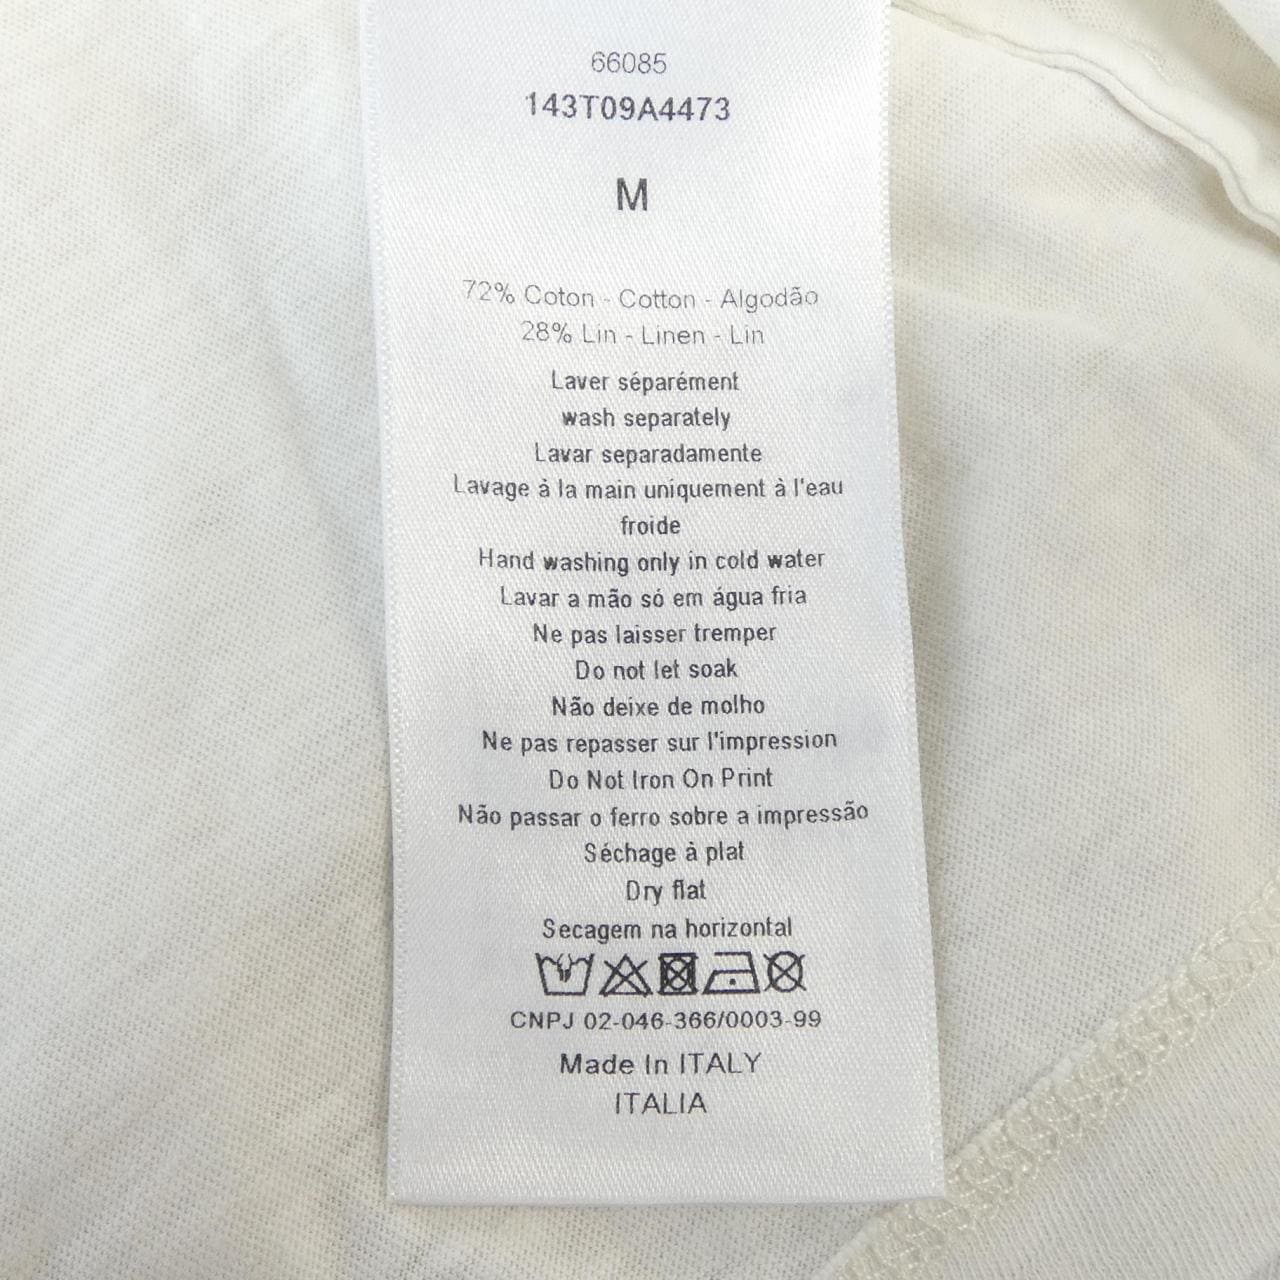 66085
143T09A4473
M
72% Coton - Cotton - Algodão
28% Lin - Linen - Lin
Laver séparément
wash separately
Lavar separadamente
Lavage à la main uniquement à l'eau
froide
Hand washing only in cold water
Lavar a mão só em água fria
Ne pas laisser tremper
Do not let soak
Não deixe de molho
Ne pas repasser sur l'impression
Do Not Iron On Print
Não passar o ferro sobre a impressão
Séchage à plat
Dry flat
Secagem na horizontal
CNPJ 02-046-366/0003-99
Made In ITALY
ITALIA